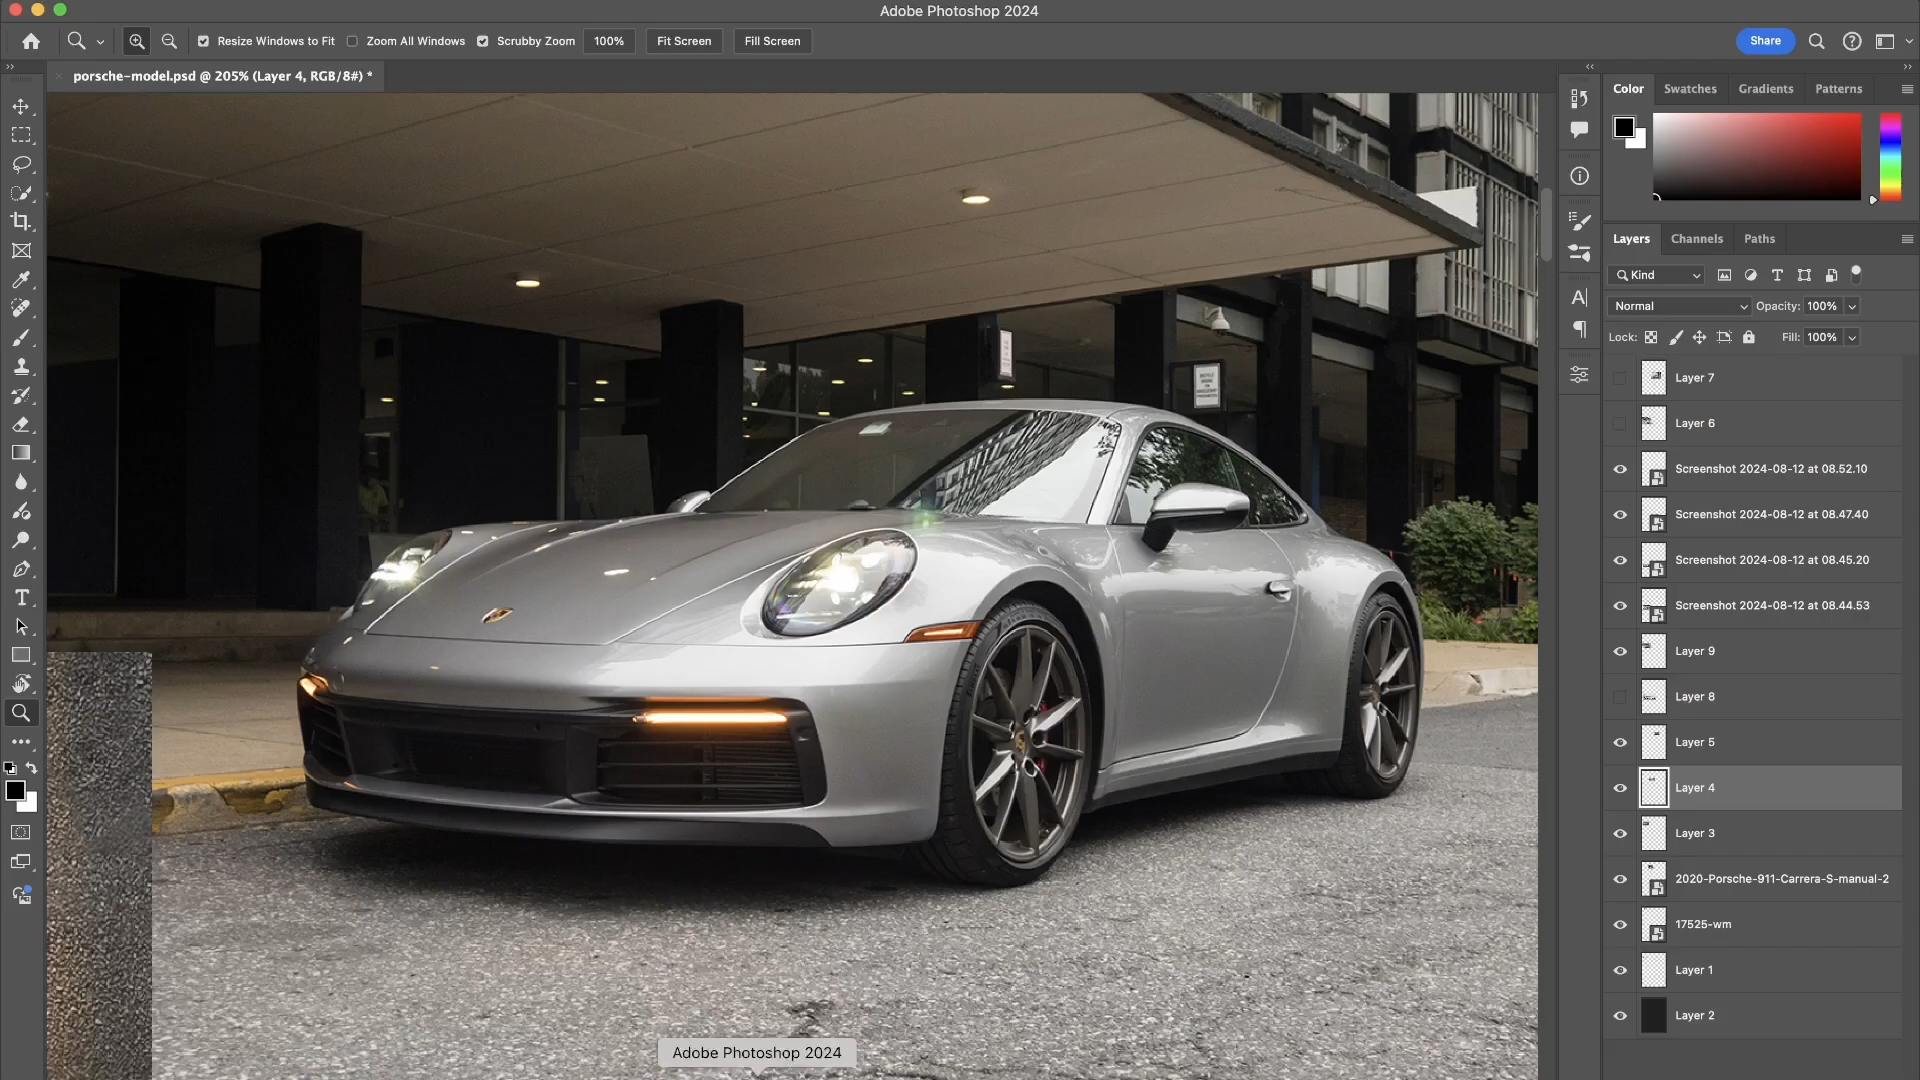 Adobe Photoshop 2024
Resize Windows to Fit
Zoom All Windows
Scrubby Zoom
100%
Fit Screen
Fill Screen
Share
porsche-model.psd @ 205% (Layer 4, RGB/8#) *
Color
Swatches
Gradients
Patterns
Layers
Channels
Paths
Kind
Normal
Opacity: 100%
Lock:
Fill: 100%
Layer 7
Layer 6
Screenshot 2024-08-12 at 08.52.10
Screenshot 2024-08-12 at 08.47.40
Screenshot 2024-08-12 at 08.45.20
Screenshot 2024-08-12 at 08.44.53
Layer 9
Layer 8
Layer 5
Layer 4
Layer 3
2020-Porsche-911-Carrera-S-manual-2
17525-wm
Layer 1
Layer 2
Adobe Photoshop 2024